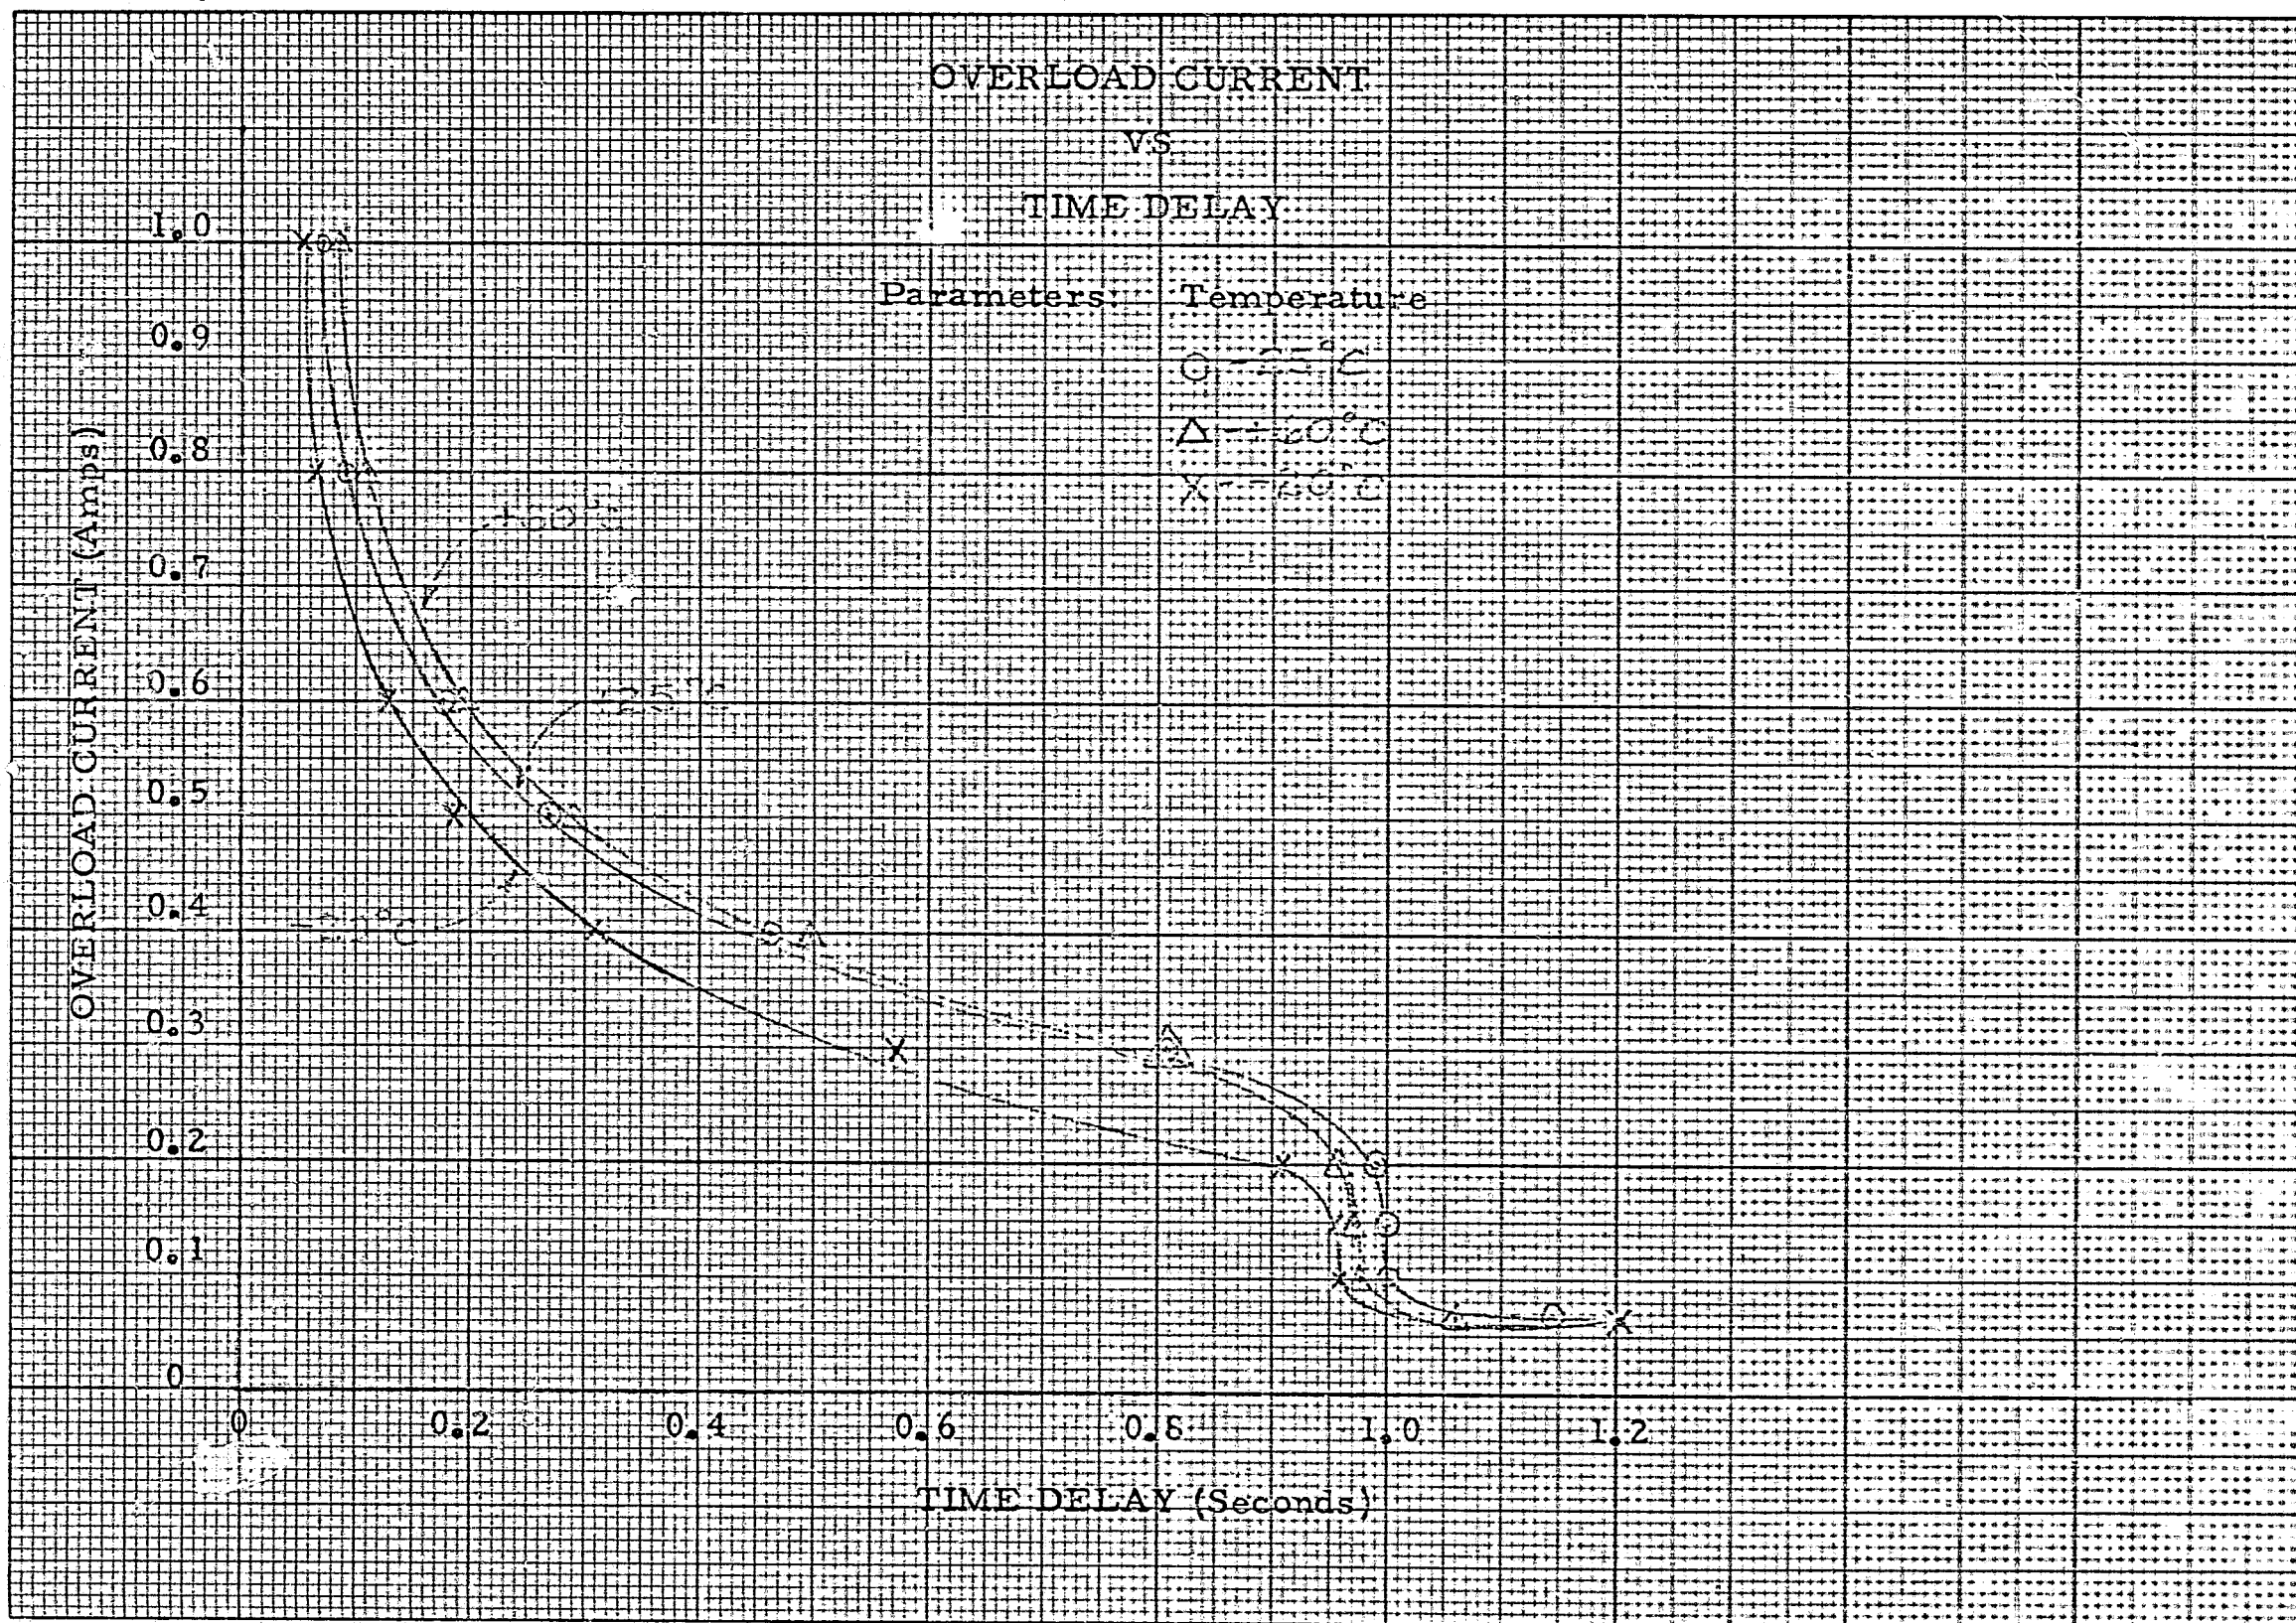 OVERLOAD CURRENT
VS
TIME DELAY
Parameters: Temperature
O
Δ
X
OVERLOAD CURRENT (Amps)
1.0
0.9
0.8
0.7
0.6
0.5
0.4
0.3
0.2
0.1
0
0 0.2 0.4 0.6 0.8 1.0 1.2
TIME DELAY (Seconds)